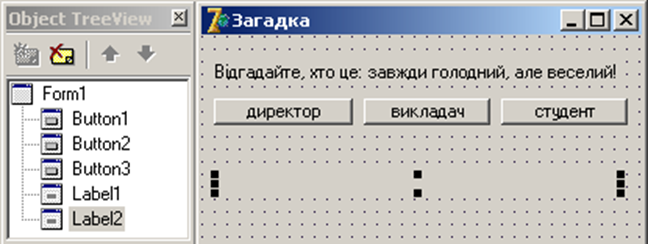 Object TreeView
Form1
Button1
Button2
Button3
Label1
Label2
Загадка
Відгадайте, хто це: завжди голодний, але веселий!
директор викладач студент